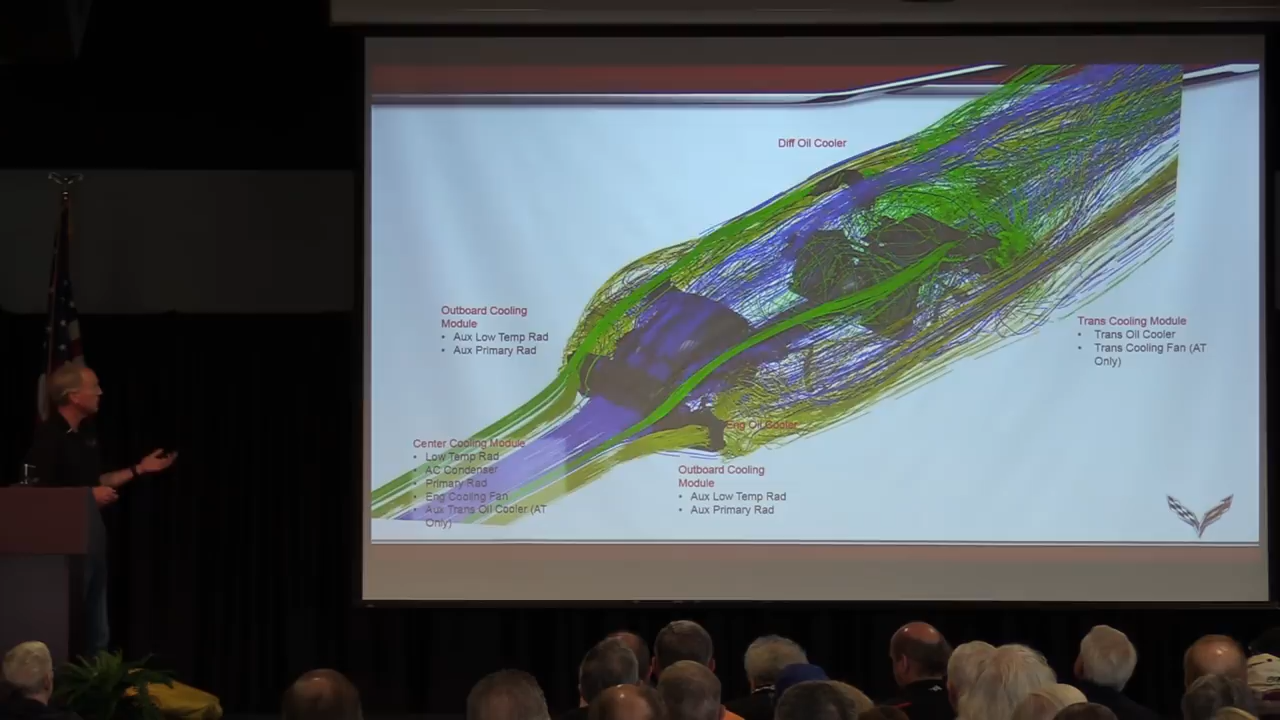 Diff Oil Cooler
Outboard Cooling
Module
• Aux Low Temp Rad
• Aux Primary Rad
Trans Cooling Module
• Trans Oil Cooler
• Trans Cooling Fan (AT
Only)
Eng Oil Cooler
Center Cooling Module
• Low Temp Rad
• AC Condenser
• Primary Rad
• Eng Cooling Fan
• Aux Trans Oil Cooler (AT
Only)
Outboard Cooling
Module
• Aux Low Temp Rad
• Aux Primary Rad